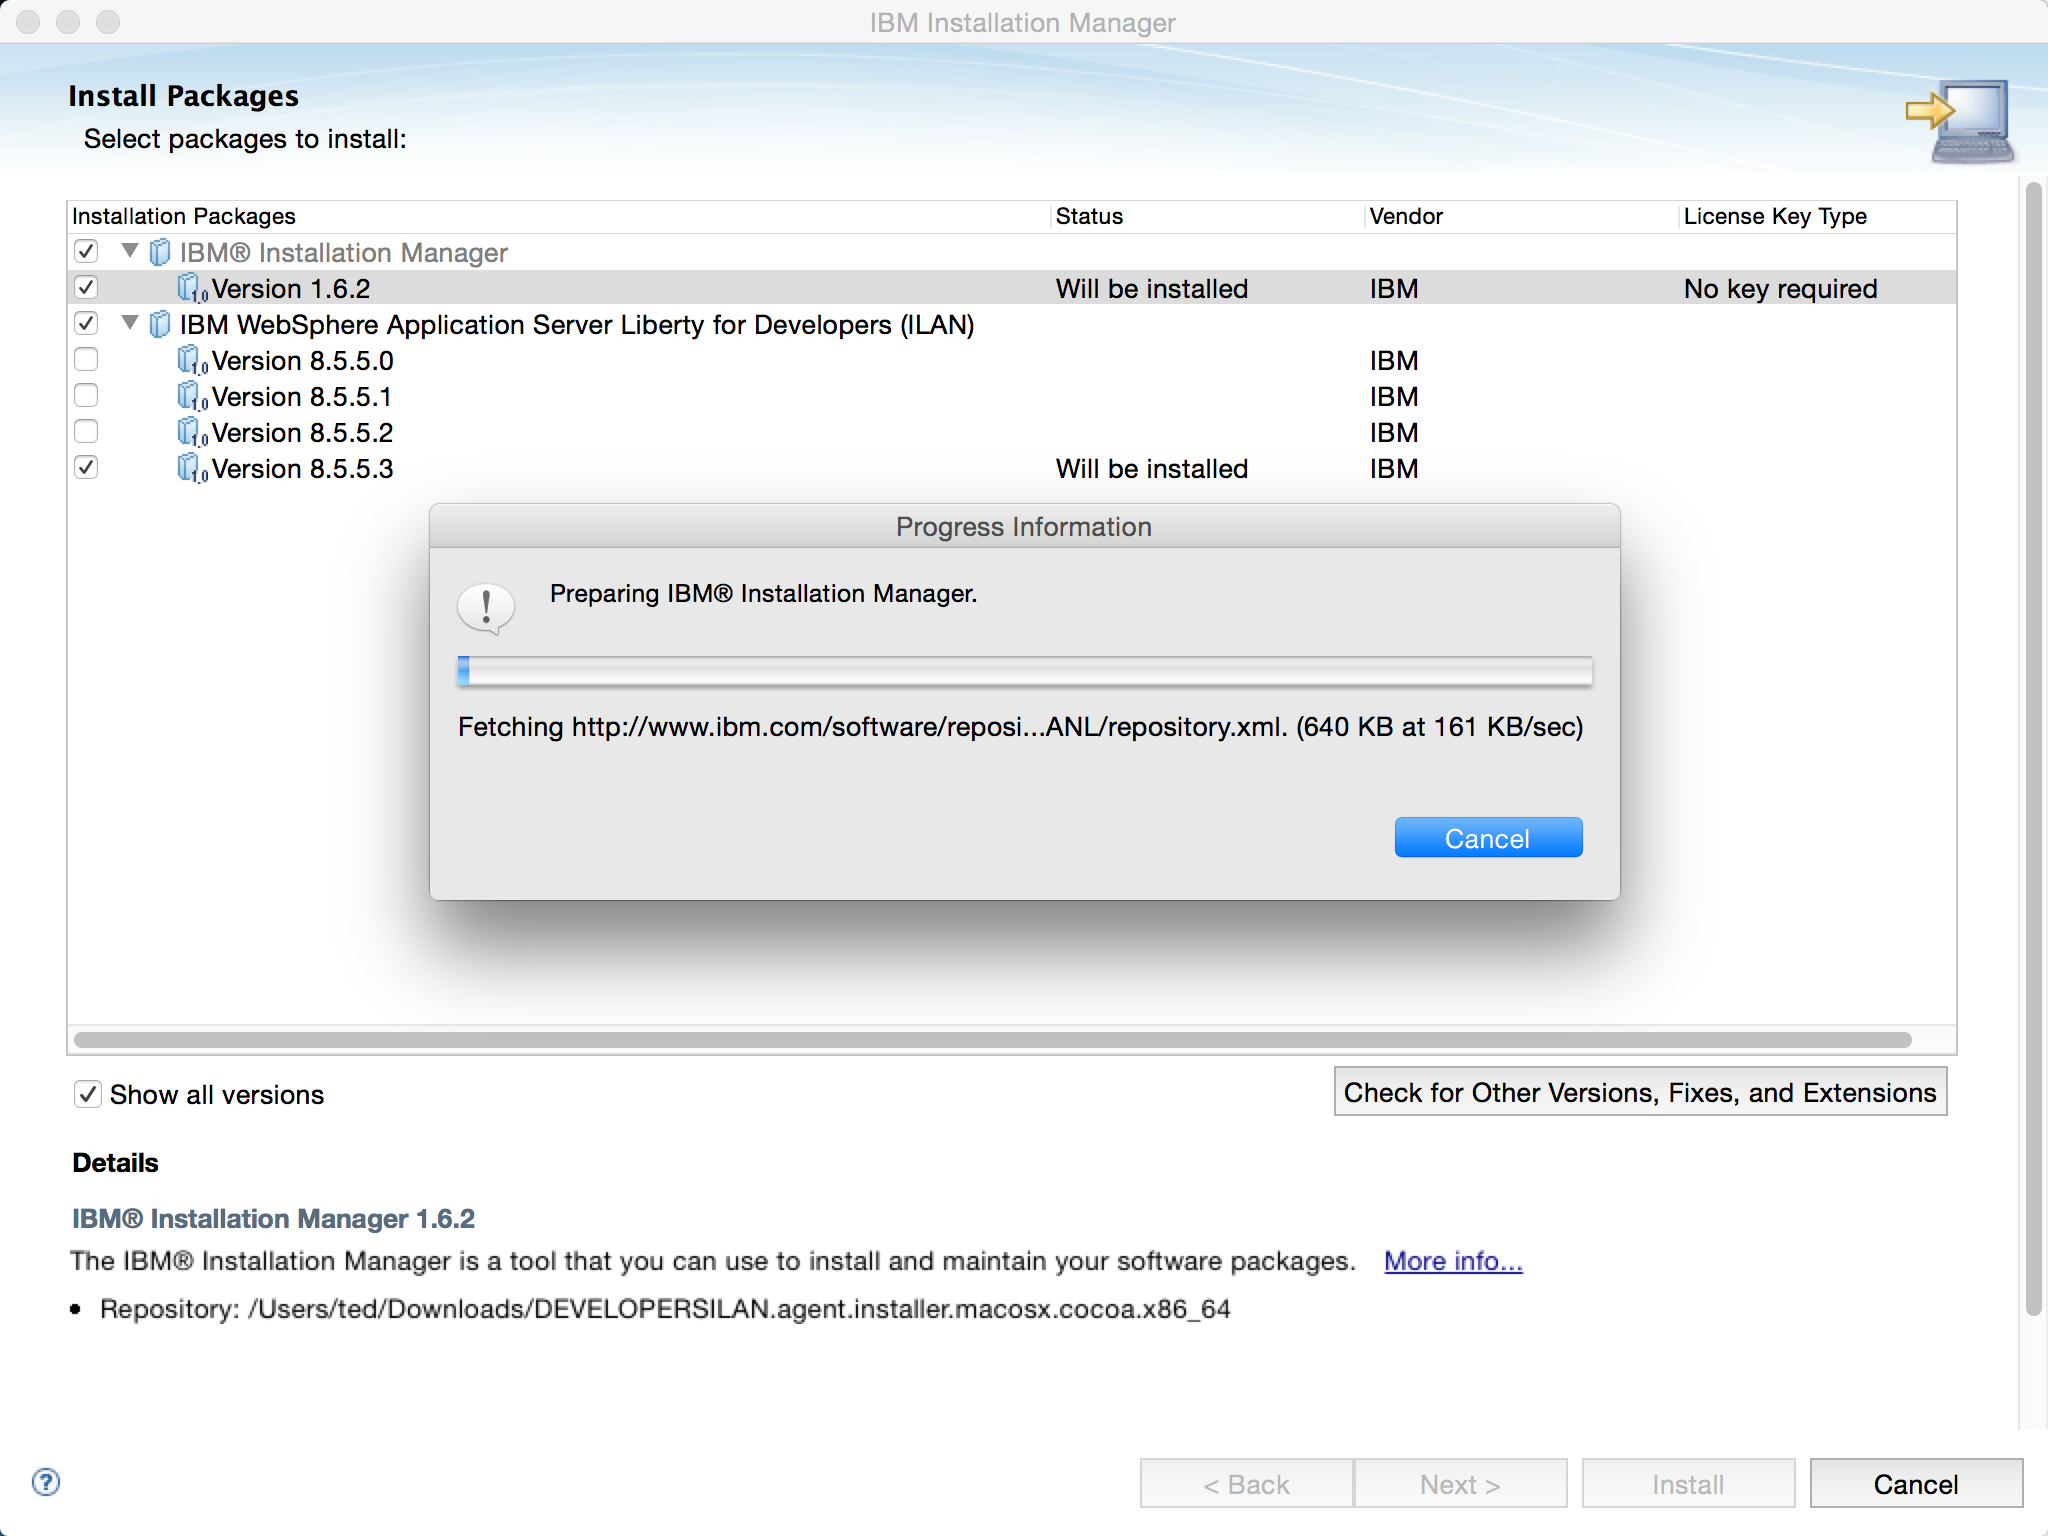 IBM Installation Manager
Install Packages
Select packages to install:
Installation Packages Status Vendor License Key Type
IBM® Installation Manager
Version 1.6.2 Will be installed IBM No key required
IBM WebSphere Application Server Liberty for Developers (ILAN)
Version 8.5.5.0 IBM
Version 8.5.5.1 IBM
Version 8.5.5.2 IBM
Version 8.5.5.3 Will be installed IBM
Progress Information
Preparing IBM® Installation Manager.
Fetching http://www.ibm.com/software/reposi...ANL/repository.xml. (640 KB at 161 KB/sec)
Cancel
Show all versions Check for Other Versions, Fixes, and Extensions
Details
IBM® Installation Manager 1.6.2
The IBM® Installation Manager is a tool that you can use to install and maintain your software packages. More info...
• Repository: /Users/ted/Downloads/DEVELOPERSILAN.agent.installer.macosx.cocoa.x86_64
? < Back Next > Install Cancel